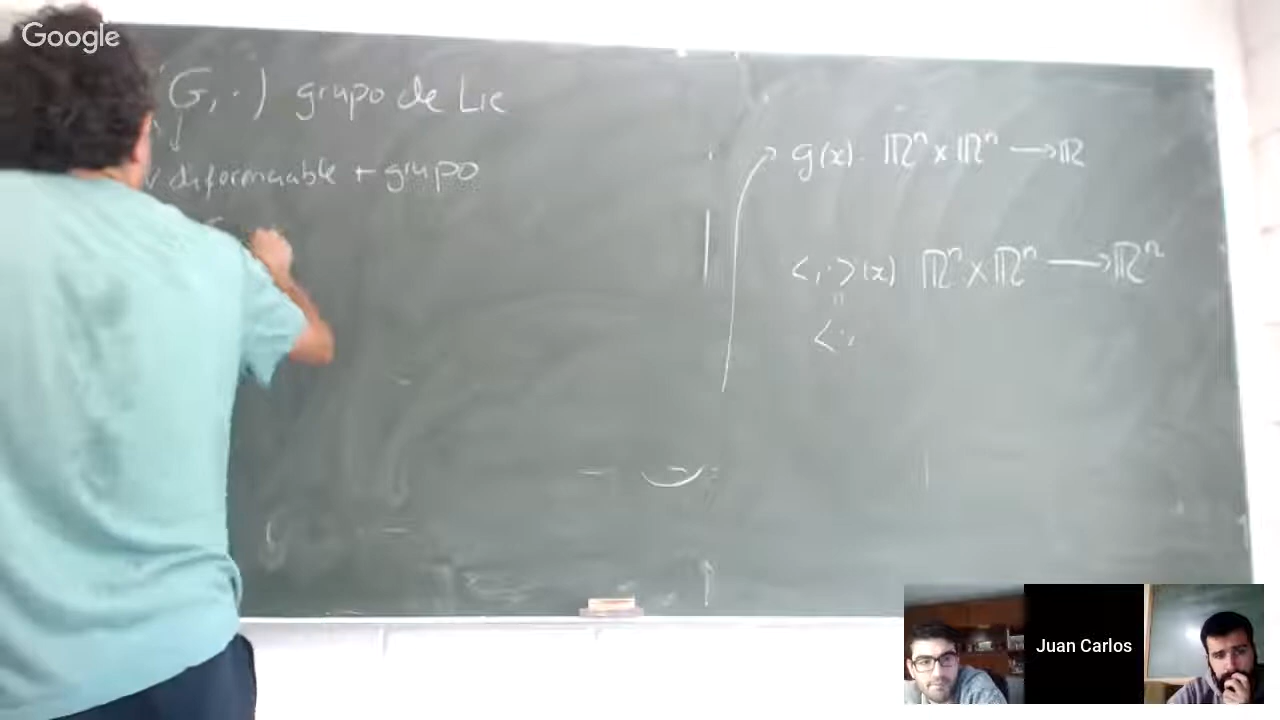 Google
(G, ·) grupo de Lie
diferenciable + grupo
g(x). ℝⁿ × ℝⁿ → ℝ
<,·>(x) ℝⁿ × ℝⁿ → ℝⁿ
<·,
Juan Carlos